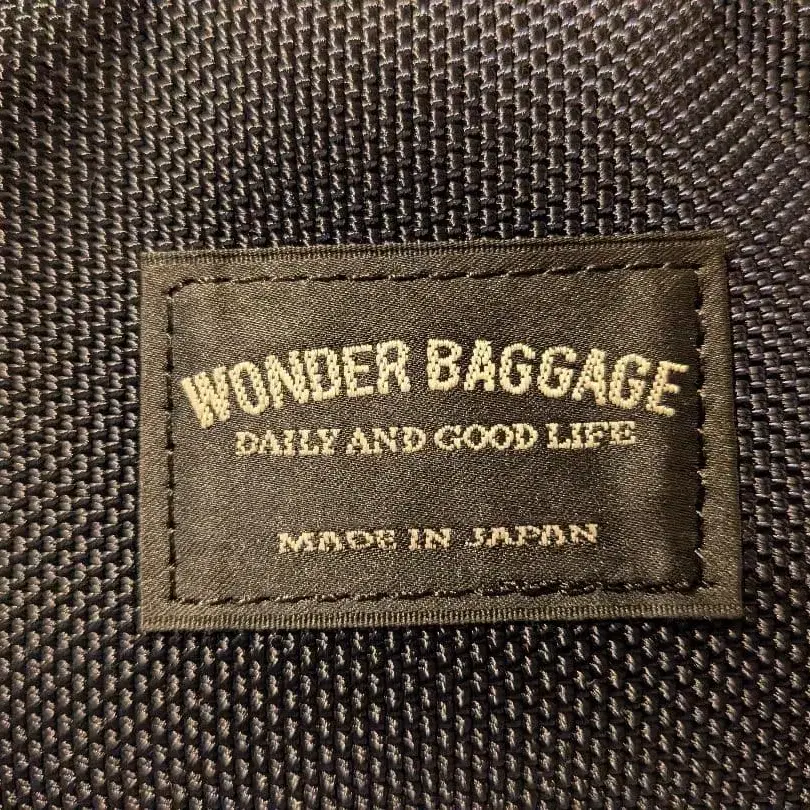 WONDER BAGGAGE
DAILY AND GOOD LIFE
MADE IN JAPAN